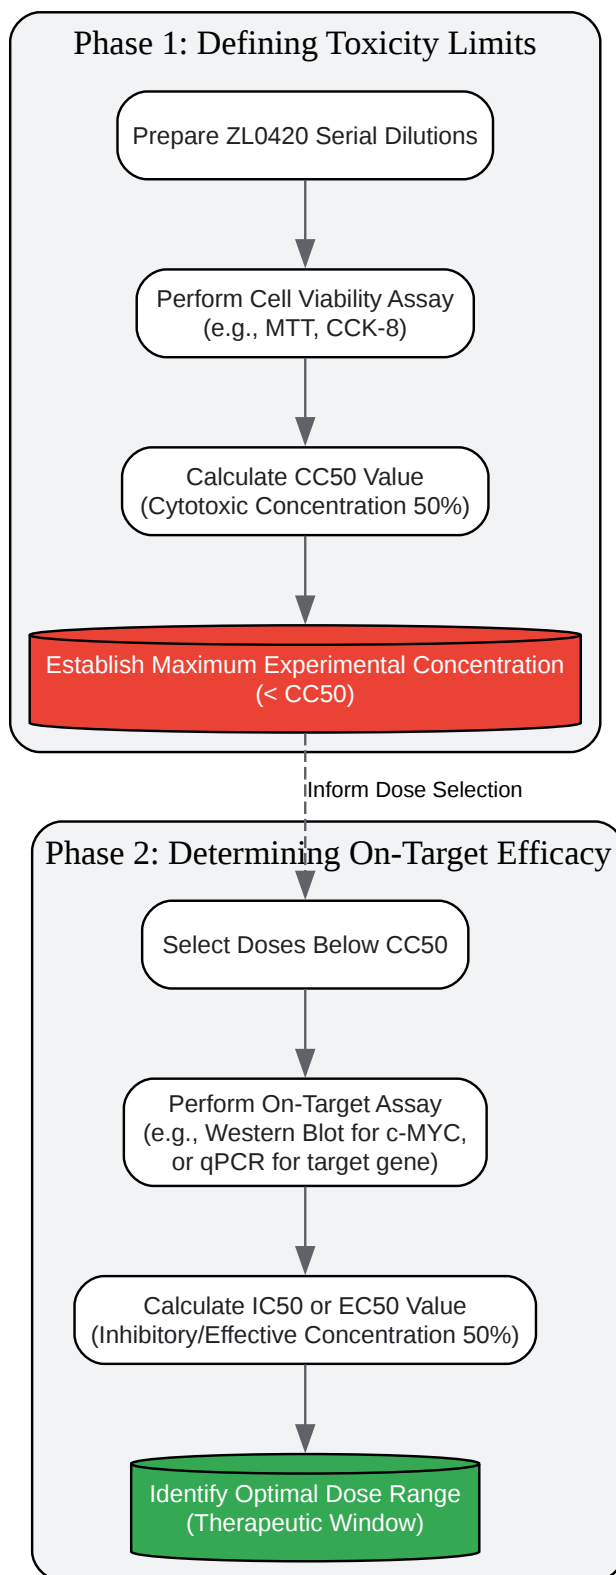 Phase 1: Defining Toxicity Limits
Prepare ZL0420 Serial Dilutions
Perform Cell Viability Assay
(e.g., MTT, CCK-8)
Calculate CC50 Value
(Cytotoxic Concentration 50%)
Establish Maximum Experimental Concentration
(< CC50)
Inform Dose Selection
Phase 2: Determining On-Target Efficacy
Select Doses Below CC50
Perform On-Target Assay
(e.g., Western Blot for c-MYC,
or qPCR for target gene)
Calculate IC50 or EC50 Value
(Inhibitory/Effective Concentration 50%)
Identify Optimal Dose Range
(Therapeutic Window)